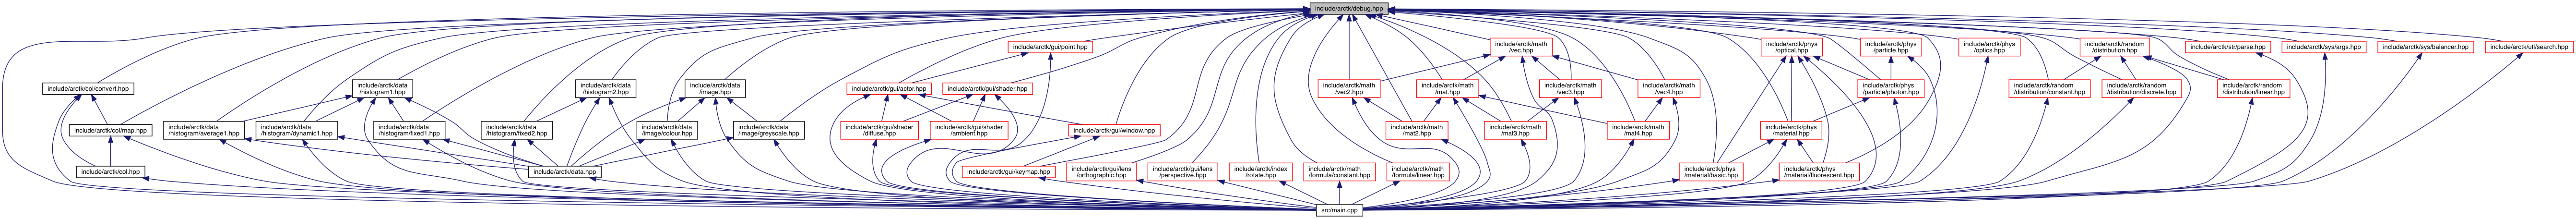 include/arctk/debug.hpp
include/arctk/gui/point.hpp
include/arctk/math
/vec.hpp
include/arctk/phys
/optical.hpp
include/arctk/phys
/particle.hpp
include/arctk/phys
/optics.hpp
include/arctk/random
/distribution.hpp
include/arctk/str/parse.hpp
include/arctk/sys/args.hpp
include/arctk/sys/balancer.hpp
include/arctk/utl/search.hpp
include/arctk/col/convert.hpp
include/arctk/data
/histogram1.hpp
include/arctk/data
/histogram2.hpp
include/arctk/data
/image.hpp
include/arctk/gui/actor.hpp
include/arctk/gui/shader.hpp
include/arctk/math
/vec2.hpp
include/arctk/math
/mat.hpp
include/arctk/math
/vec3.hpp
include/arctk/math
/vec4.hpp
include/arctk/phys
/particle/photon.hpp
include/arctk/random
/distribution/constant.hpp
include/arctk/random
/distribution/discrete.hpp
include/arctk/random
/distribution/linear.hpp
include/arctk/col/map.hpp
include/arctk/data
/histogram/average1.hpp
include/arctk/data
/histogram/dynamic1.hpp
include/arctk/data
/histogram/fixed1.hpp
include/arctk/data
/histogram/fixed2.hpp
include/arctk/data
/image/colour.hpp
include/arctk/data
/image/greyscale.hpp
include/arctk/gui/shader
/diffuse.hpp
include/arctk/gui/shader
/ambient.hpp
include/arctk/gui/window.hpp
include/arctk/math
/mat2.hpp
include/arctk/math
/mat3.hpp
include/arctk/math
/mat4.hpp
include/arctk/phys
/material.hpp
include/arctk/col.hpp
include/arctk/data.hpp
include/arctk/gui/keymap.hpp
include/arctk/gui/lens
/orthographic.hpp
include/arctk/gui/lens
/perspective.hpp
include/arctk/index
/rotate.hpp
include/arctk/math
/formula/constant.hpp
include/arctk/math
/formula/linear.hpp
include/arctk/phys
/material/basic.hpp
include/arctk/phys
/material/fluorescent.hpp
src/main.cpp